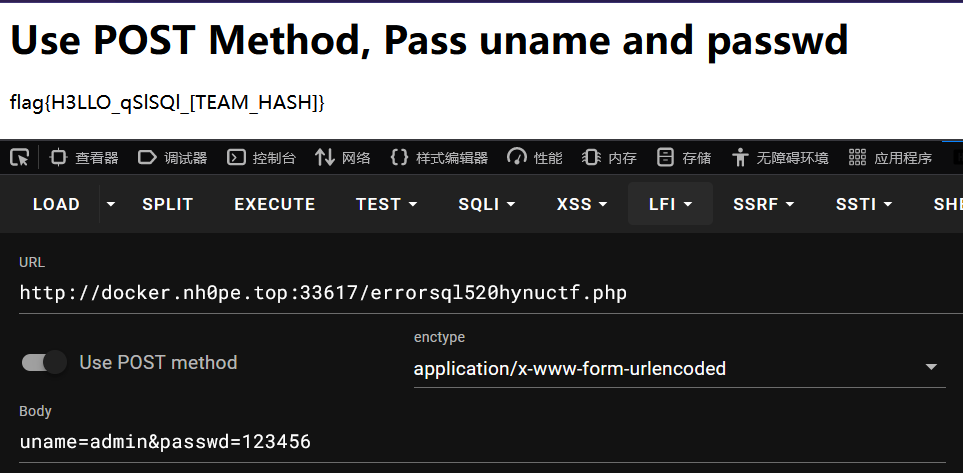 Use POST Method, Pass uname and passwd
flag{H3LLO_qSlSQl_[TEAM_HASH]}
查看器 调试器 控制台 网络 {} 样式编辑器 性能 内存 存储 无障碍环境 应用程序
LOAD SPLIT EXECUTE TEST SQLI XSS LFI SSRF SSTI SHE
URL
http://docker.nh0pe.top:33617/errorsql520hynuctf.php
enctype
Use POST method
application/x-www-form-urlencoded
Body
uname=admin&passwd=123456